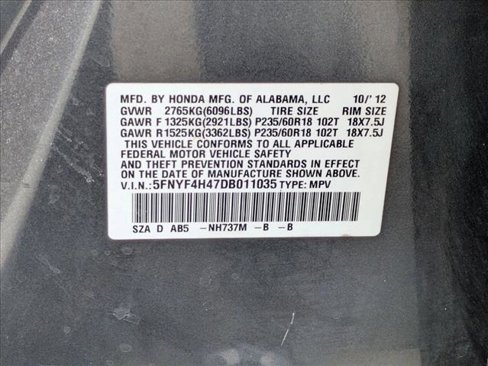 MFD. BY HONDA MFG. OF ALABAMA, LLC 10/'12
GVWR 2765KG(6096LBS) TIRE SIZE RIM SIZE
GAWR F 1325KG(2921LBS) P235/60R18 102T 18X7.5J
GAWR R1525KG(3362LBS) P235/60R18 102T 18X7.5J
THIS VEHICLE CONFORMS TO ALL APPLICABLE
FEDERAL MOTOR VEHICLE SAFETY
AND THEFT PREVENTION STANDARDS IN EFFECT
ON THE DATE OF MANUFACTURE SHOWN ABOVE.
V.I.N.: 5FNYF4H47DB011035 TYPE: MPV
SZA D AB5 -NH737M -B -B